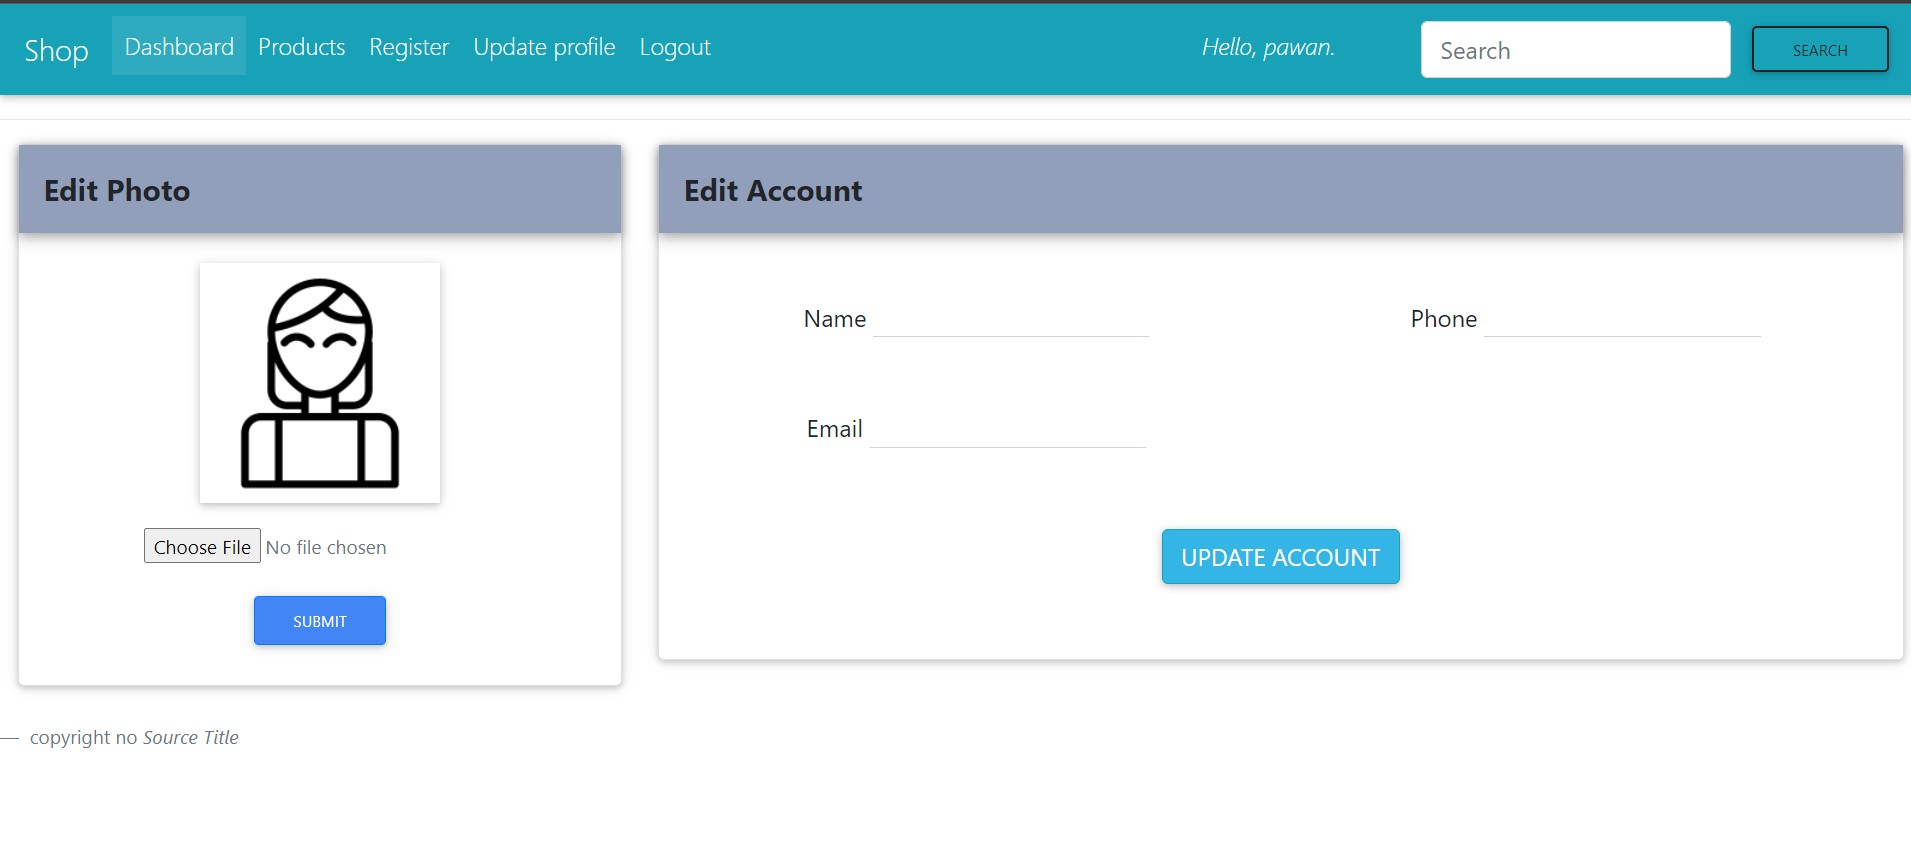 Shop Dashboard Products Register Update profile Logout Hello, pawan. Search SEARCH
Edit Photo
Choose File No file chosen
SUBMIT
Edit Account
Name Phone
Email
UPDATE ACCOUNT
— copyright no Source Title